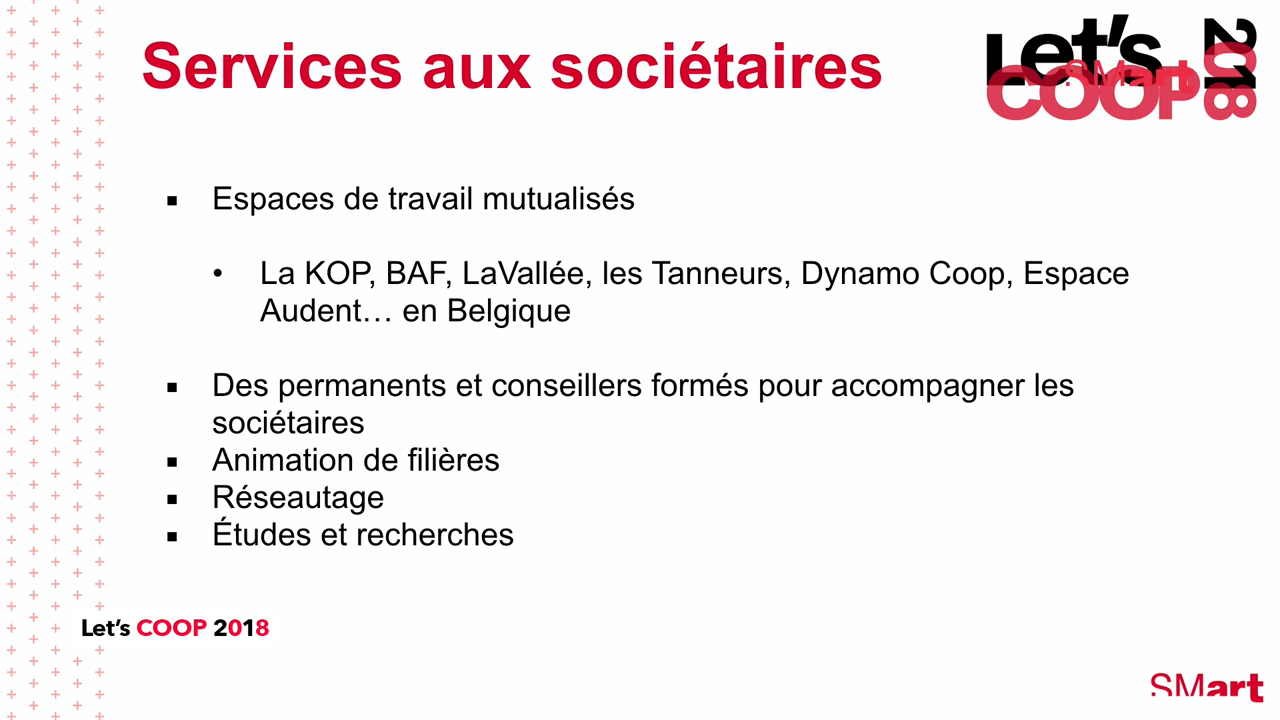 Services aux sociétaires
Let's
COOP
2018
SMart
▪ Espaces de travail mutualisés
• La KOP, BAF, LaVallée, les Tanneurs, Dynamo Coop, Espace
Audent… en Belgique
▪ Des permanents et conseillers formés pour accompagner les
sociétaires
▪ Animation de filières
▪ Réseautage
▪ Études et recherches
Let's COOP 2018
SMart